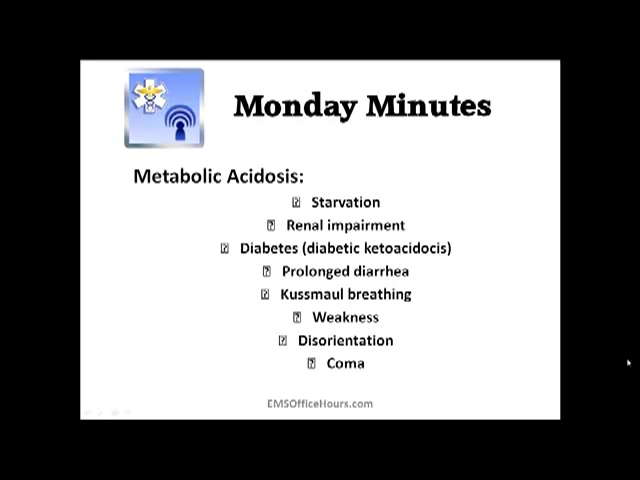 Monday Minutes
Metabolic Acidosis:
Starvation
Renal impairment
Diabetes (diabetic ketoacidocis)
Prolonged diarrhea
Kussmaul breathing
Weakness
Disorientation
Coma
EMSOfficeHours.com